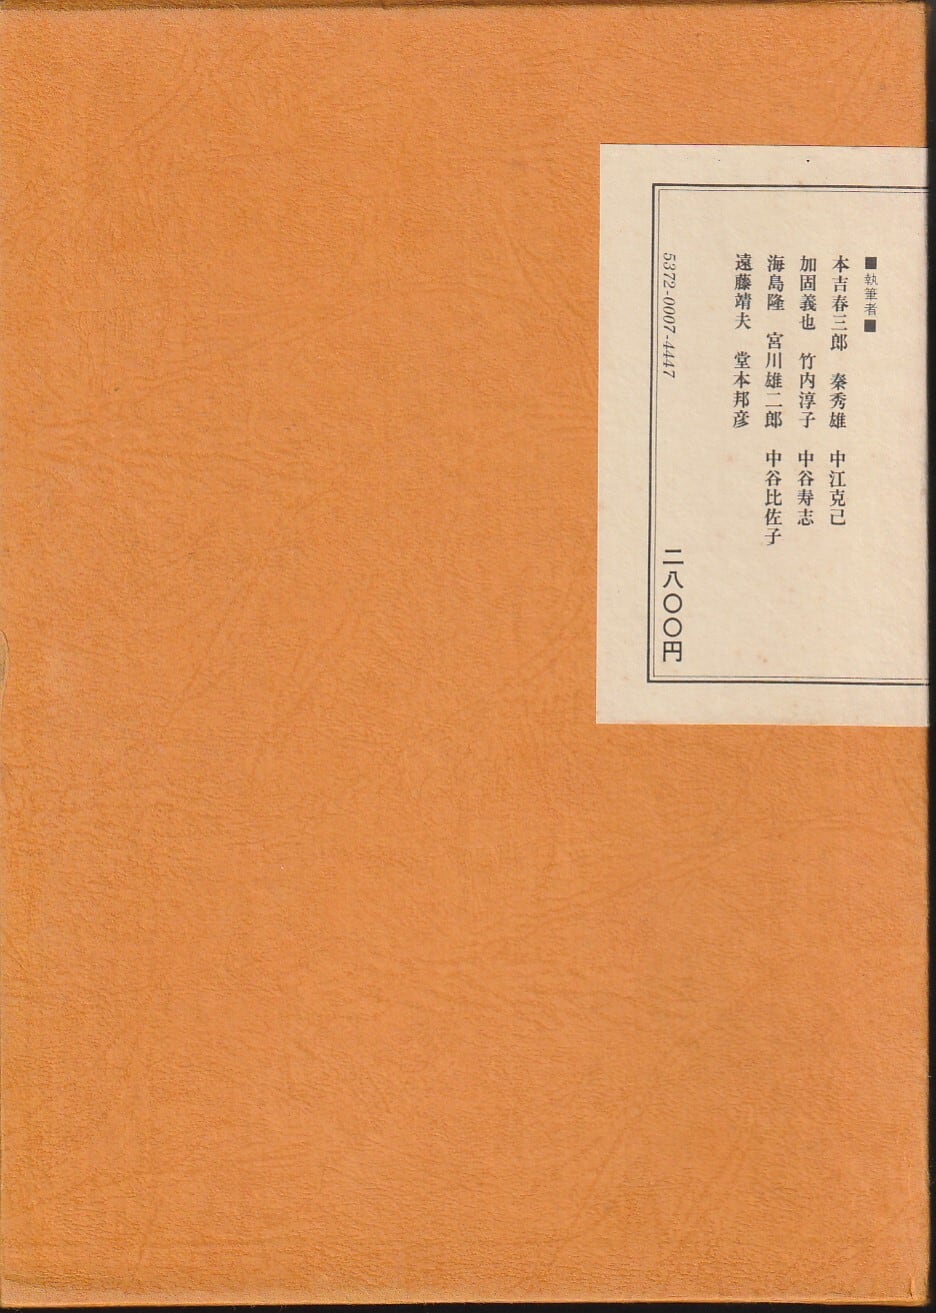 ■執筆者■
本吉春三郎　秦秀雄　中江克己
加固義也　竹内淳子　中谷寿志
海島隆　宮川雄二郎　中谷比佐子
遠藤靖夫　堂本邦彦
5372-0007-4447
二八〇〇円